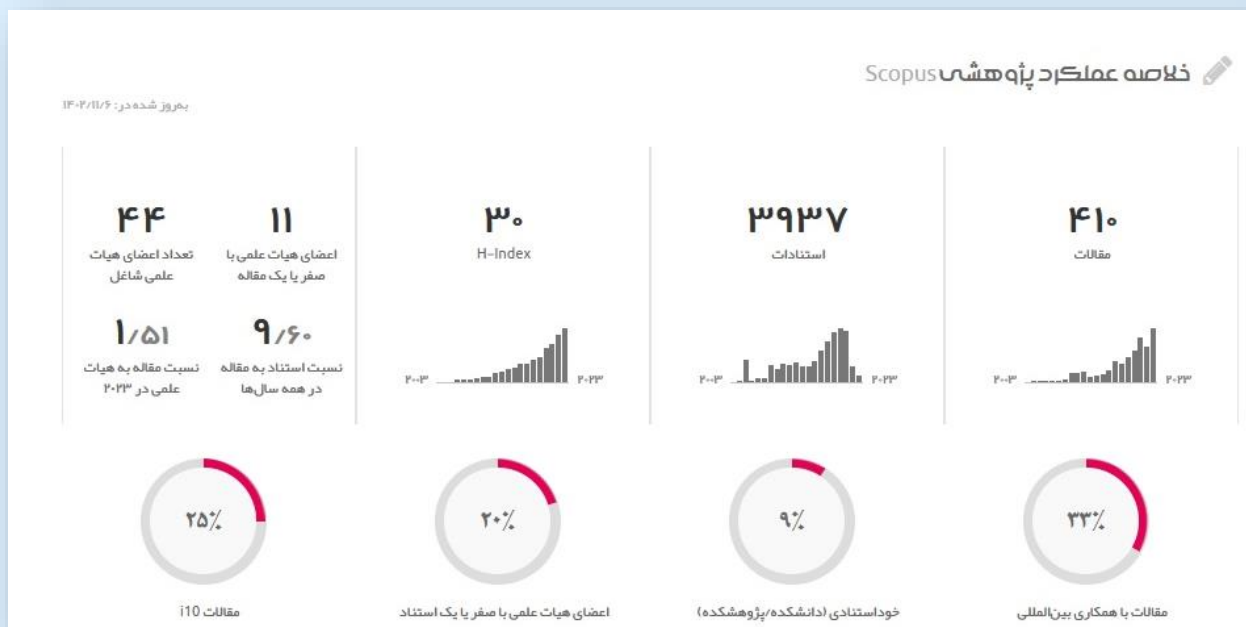 خلاصه عملکرد پژوهشی Scopus
به‌روز شده در: ۱۴۰۲/۱۱/۶
۴۱۰
مقالات
۲۰۰۳
۲۰۲۳
۳۹۳۷
استنادات
۲۰۰۳
۲۰۲۳
۳۰
H-Index
۲۰۰۳
۲۰۲۳
۱۱
اعضای هیات علمی با
صفر یا یک مقاله
۴۴
تعداد اعضای هیات
علمی شاغل
۹/۶۰
نسبت استناد به مقاله
در همه سال‌ها
۱/۵۱
نسبت مقاله به هیات
علمی در ۲۰۲۳
۳۳%
مقالات با همکاری بین‌المللی
۹%
خوداستنادی (دانشکده/پژوهشکده)
۲۰%
اعضای هیات علمی با صفر یا یک استناد
۲۵%
مقالات i10